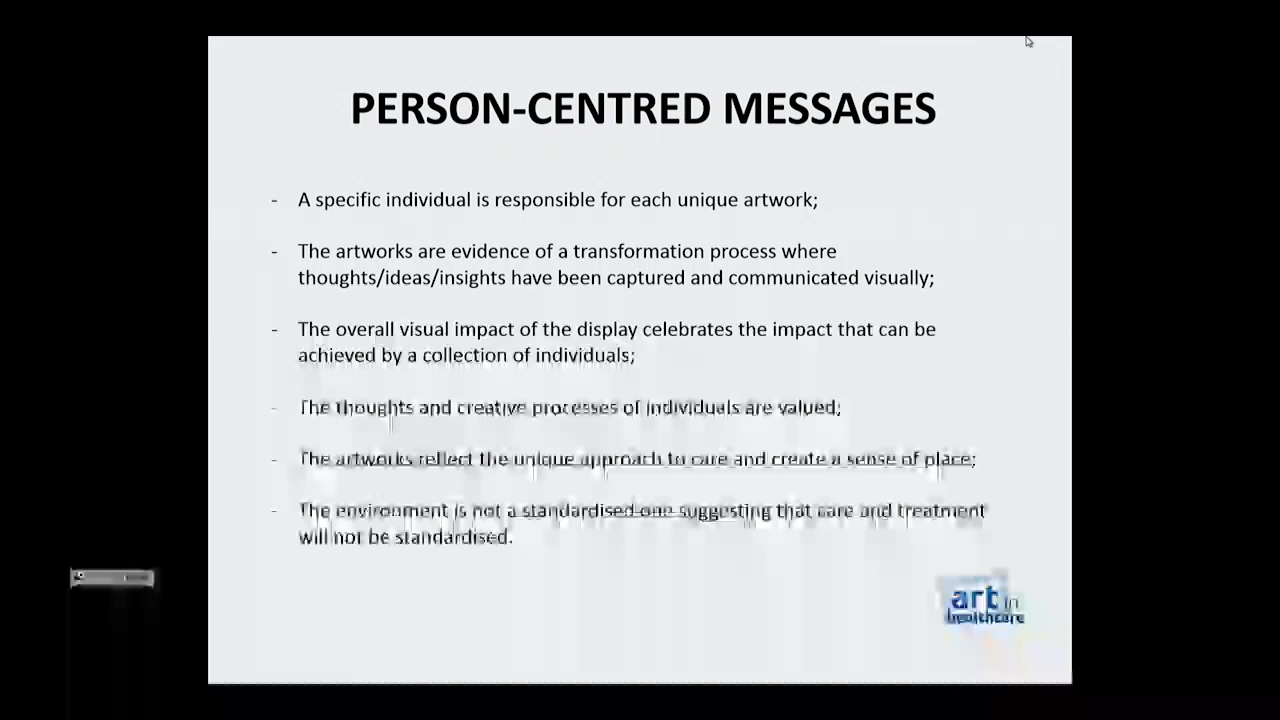 PERSON-CENTRED MESSAGES
- A specific individual is responsible for each unique artwork;
- The artworks are evidence of a transformation process where
thoughts/ideas/insights have been captured and communicated visually;
- The overall visual impact of the display celebrates the impact that can be
achieved by a collection of individuals;
- The thoughts and creative processes of individuals are valued;
- The artworks reflect the unique approach to care and create a sense of place;
- The environment is not a standardised one suggesting that care and treatment
will not be standardised.
art in
healthcare